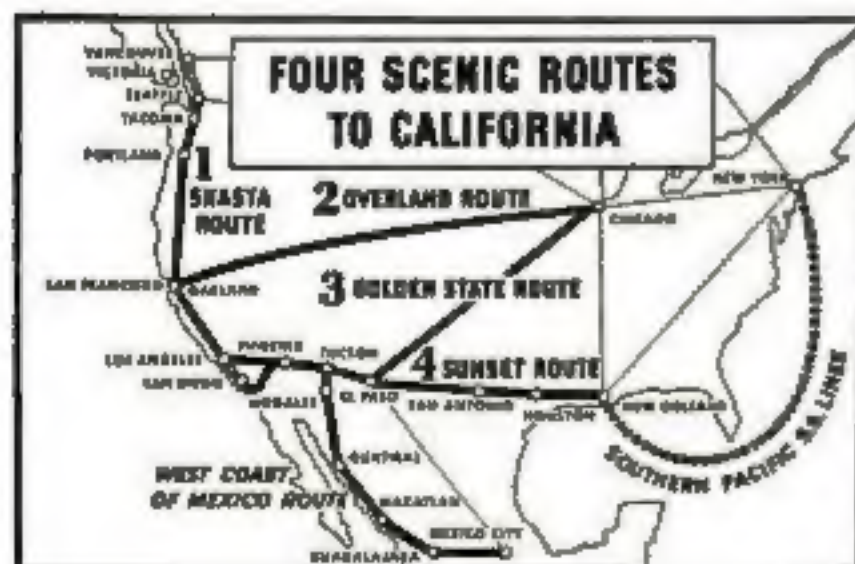 FOUR SCENIC ROUTES
TO CALIFORNIA
VANCOUVER
VICTORIA
SEATTLE
TACOMA
PORTLAND
1
SHASTA
ROUTE
2 OVERLAND ROUTE
NEW YORK
CHICAGO
SAN FRANCISCO
OAKLAND
3 GOLDEN STATE ROUTE
LOS ANGELES
PHOENIX
TUCSON
4 SUNSET ROUTE
SAN DIEGO
NOGALES
EL PASO
SAN ANTONIO
HOUSTON
NEW ORLEANS
SOUTHERN PACIFIC S.S. LINES
WEST COAST
OF MEXICO ROUTE
MAZATLAN
MEXICO CITY
GUADALAJARA